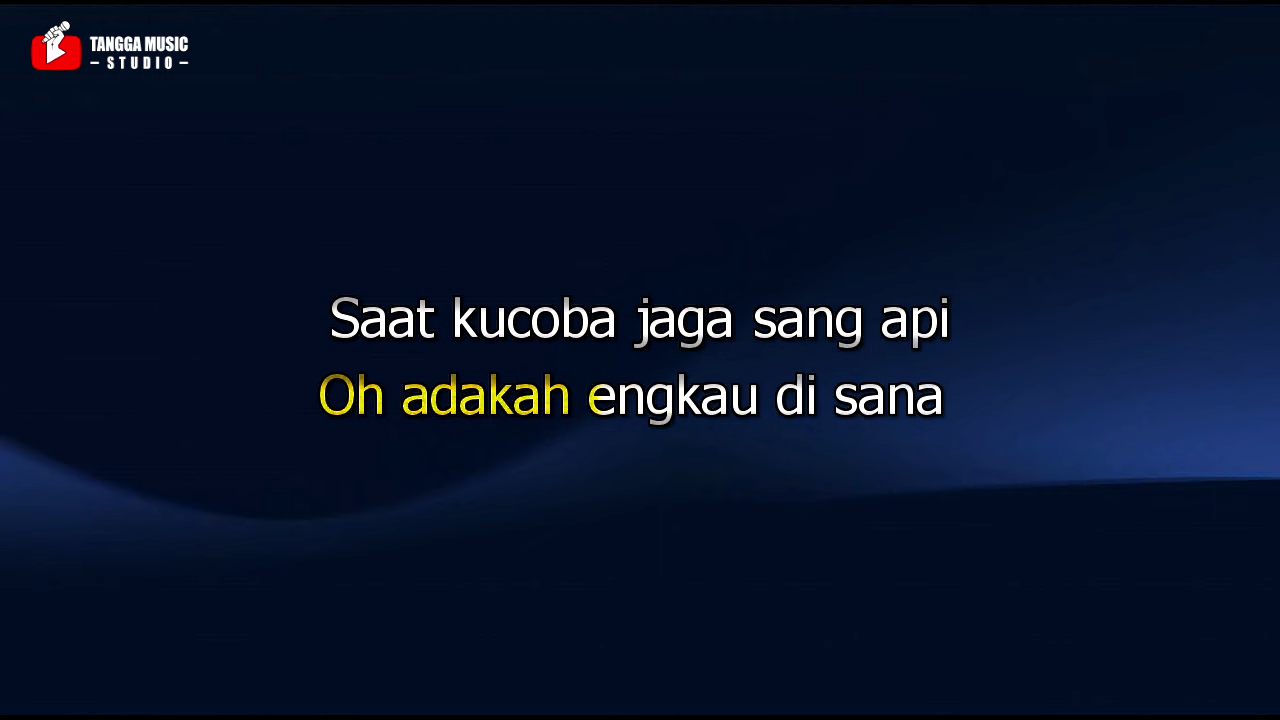 TANGGA MUSIC
– STUDIO –
Saat kucoba jaga sang api
Oh adakah engkau di sana